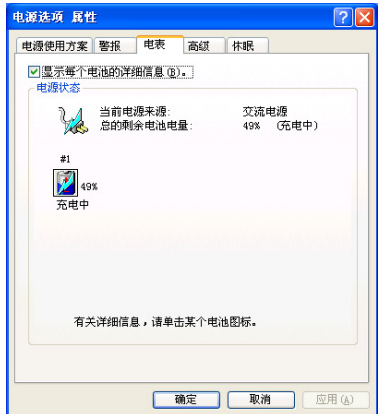 电源选项 属性
电源使用方案 警报 电表 高级 休眠
显示每个电池的详细信息(D)。
电源状态
当前电源来源: 交流电源
总的剩余电池电量: 49% (充电中)
#1
49%
充电中
有关详细信息，请单击某个电池图标。
确定 取消 应用(A)